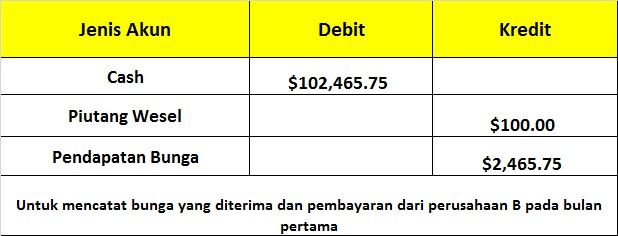 Jenis Akun Debit Kredit
Cash $102,465.75
Piutang Wesel $100.00
Pendapatan Bunga $2,465.75
Untuk mencatat bunga yang diterima dan pembayaran dari perusahaan B pada bulan
pertama